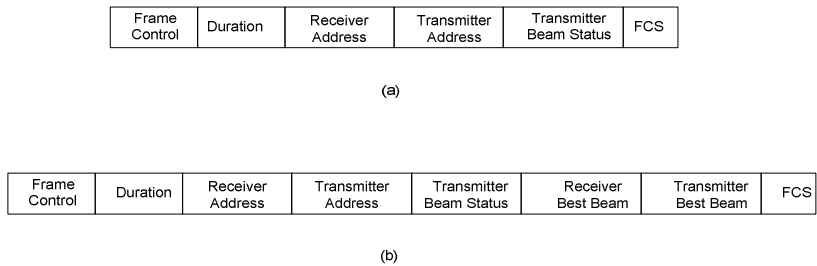 Frame Control Duration Receiver Address Transmitter Address Transmitter Beam Status FCS
(a)
Frame Control Duration Receiver Address Transmitter Address Transmitter Beam Status Receiver Best Beam Transmitter Best Beam FCS
(b)